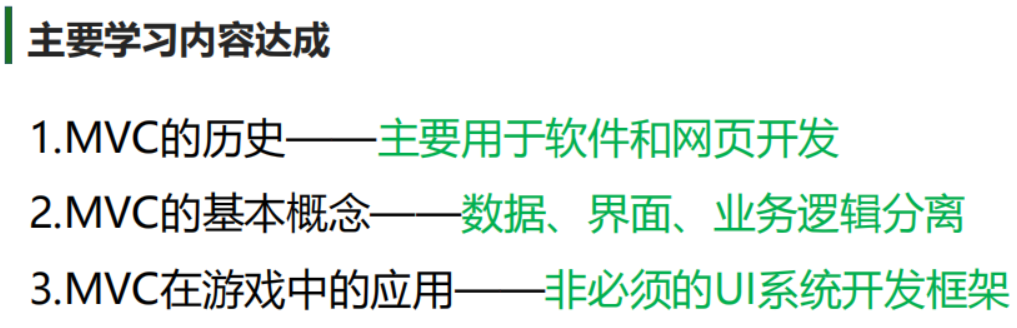 主要学习内容达成
1.MVC的历史——主要用于软件和网页开发
2.MVC的基本概念——数据、界面、业务逻辑分离
3.MVC在游戏中的应用——非必须的UI系统开发框架